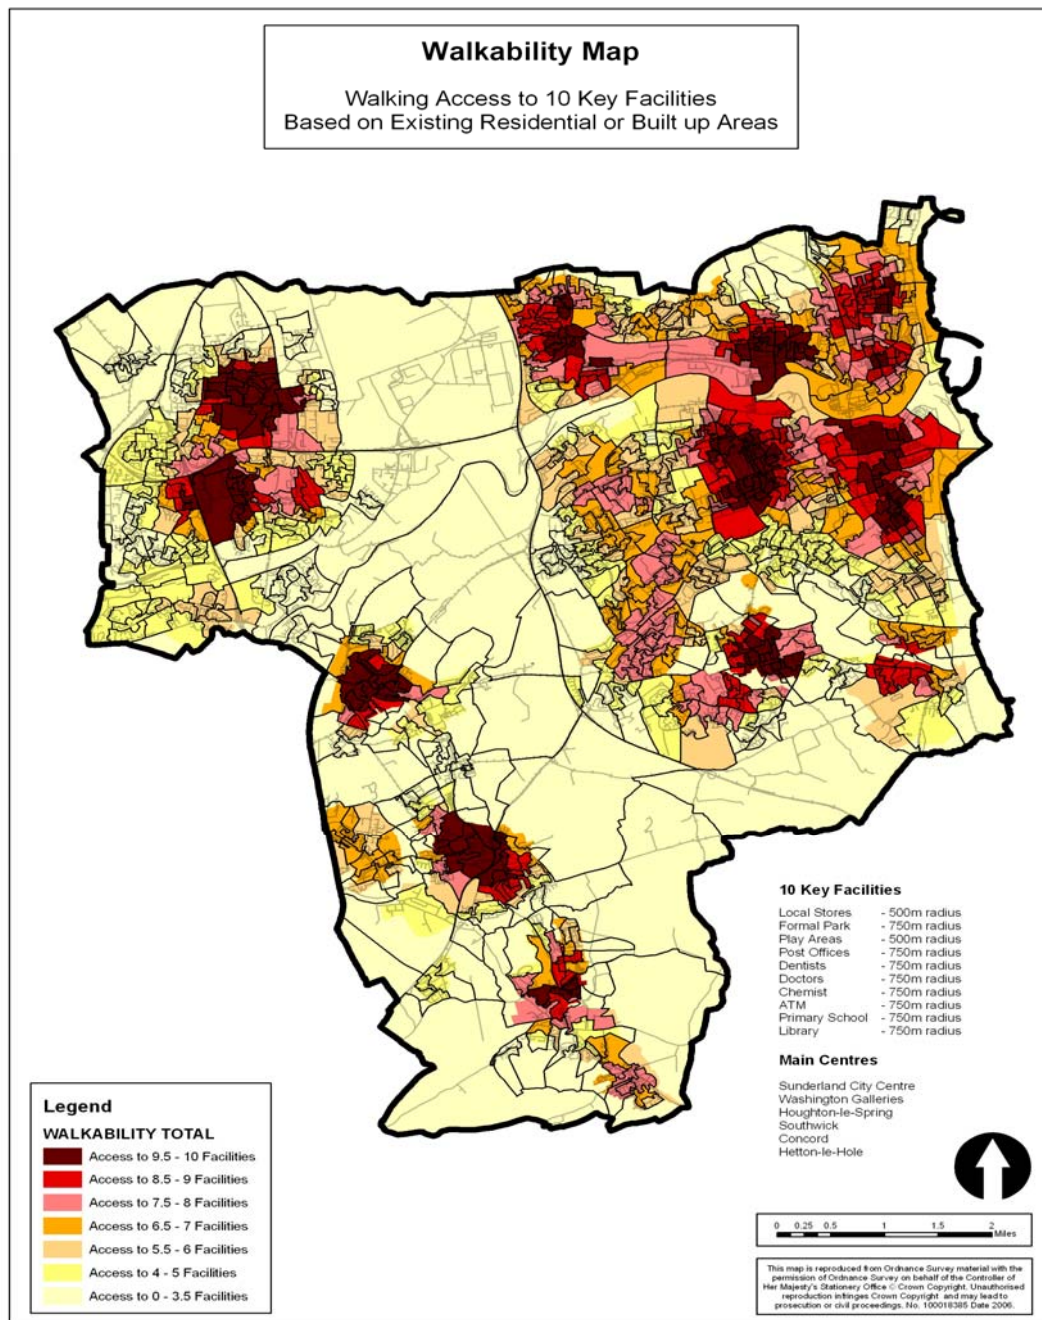 Walkability Map
Walking Access to 10 Key Facilities
Based on Existing Residential or Built up Areas
10 Key Facilities
Local Stores - 500m radius
Formal Park - 750m radius
Play Areas - 500m radius
Post Offices - 750m radius
Dentists - 750m radius
Doctors - 750m radius
Chemist - 750m radius
ATM - 750m radius
Primary School - 750m radius
Library - 750m radius
Main Centres
Sunderland City Centre
Washington Galleries
Houghton-le-Spring
Southwick
Concord
Hetton-le-Hole
Legend
WALKABILITY TOTAL
Access to 9.5 - 10 Facilities
Access to 8.5 - 9 Facilities
Access to 7.5 - 8 Facilities
Access to 6.5 - 7 Facilities
Access to 5.5 - 6 Facilities
Access to 4 - 5 Facilities
Access to 0 - 3.5 Facilities
0 0.25 0.5 1 1.5 2
Miles
This map is reproduced from Ordnance Survey material with the
permission of Ordnance Survey on behalf of the Controller of
Her Majesty's Stationery Office © Crown Copyright. Unauthorised
reproduction infringes Crown Copyright and may lead to
prosecution or civil proceedings. No. 100018385 Date 2006.